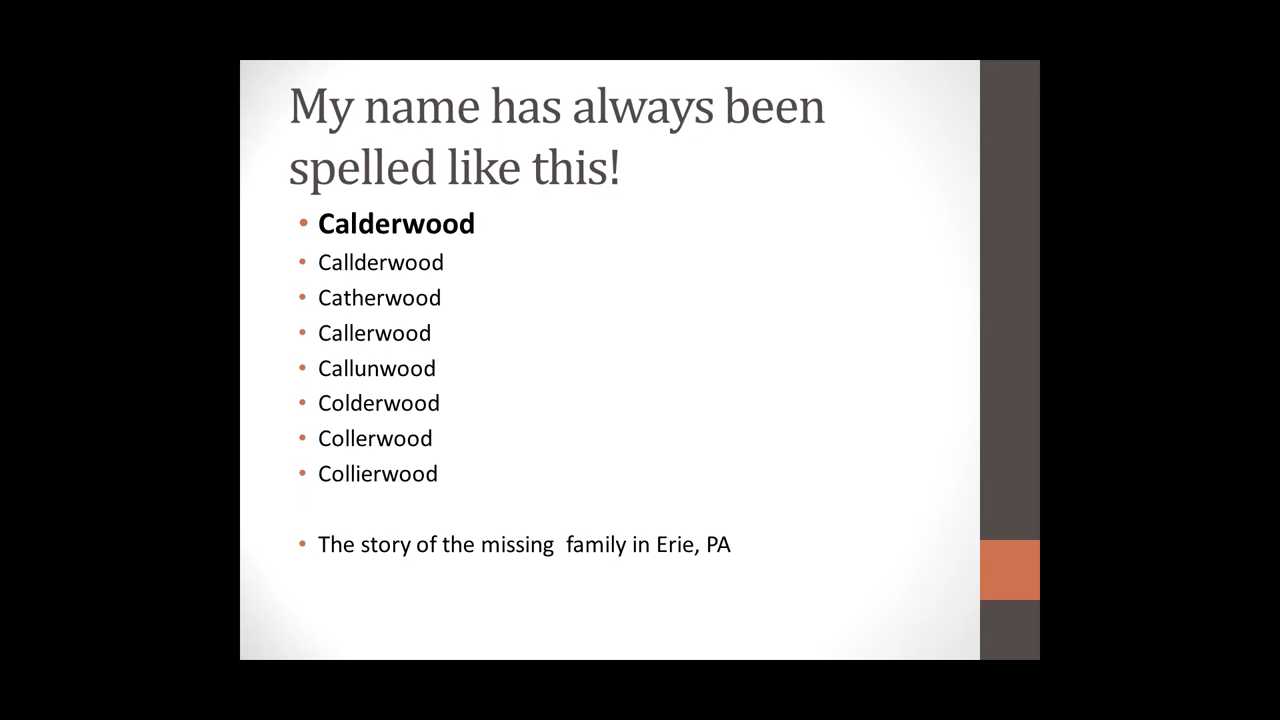 My name has always been
spelled like this!
• Calderwood
• Callderwood
• Catherwood
• Callerwood
• Callunwood
• Colderwood
• Collerwood
• Collierwood
• The story of the missing  family in Erie, PA